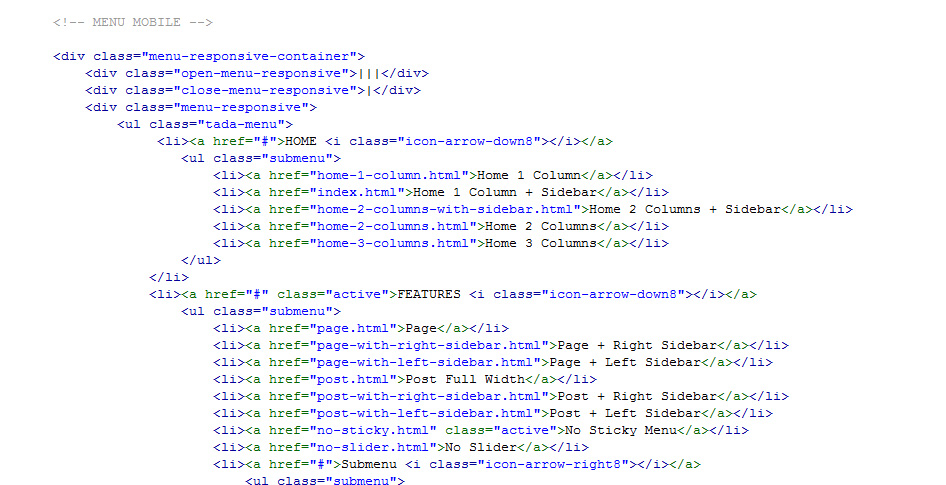 <!-- MENU MOBILE -->
<div class="menu-responsive-container">
<div class="open-menu-responsive">|||</div>
<div class="close-menu-responsive">|</div>
<div class="menu-responsive">
<ul class="tada-menu">
<li><a href="#">HOME <i class="icon-arrow-down8"></i></a>
<ul class="submenu">
<li><a href="home-1-column.html">Home 1 Column</a></li>
<li><a href="index.html">Home 1 Column + Sidebar</a></li>
<li><a href="home-2-columns-with-sidebar.html">Home 2 Columns + Sidebar</a></li>
<li><a href="home-2-columns.html">Home 2 Columns</a></li>
<li><a href="home-3-columns.html">Home 3 Columns</a></li>
</ul>
</li>
<li><a href="#" class="active">FEATURES <i class="icon-arrow-down8"></i></a>
<ul class="submenu">
<li><a href="page.html">Page</a></li>
<li><a href="page-with-right-sidebar.html">Page + Right Sidebar</a></li>
<li><a href="page-with-left-sidebar.html">Page + Left Sidebar</a></li>
<li><a href="post.html">Post Full Width</a></li>
<li><a href="post-with-right-sidebar.html">Post + Right Sidebar</a></li>
<li><a href="post-with-left-sidebar.html">Post + Left Sidebar</a></li>
<li><a href="no-sticky.html" class="active">No Sticky Menu</a></li>
<li><a href="no-slider.html">No Slider</a></li>
<li><a href="#">Submenu <i class="icon-arrow-right8"></i></a>
<ul class="submenu">